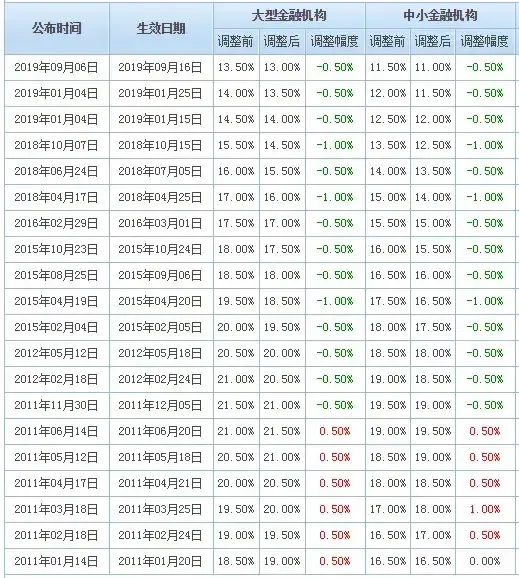 公布时间 生效日期 大型金融机构 中小金融机构
调整前 调整后 调整幅度 调整前 调整后 调整幅度
2019年09月06日 2019年09月16日 13.50% 13.00% -0.50% 11.50% 11.00% -0.50%
2019年01月04日 2019年01月25日 14.00% 13.50% -0.50% 12.00% 11.50% -0.50%
2019年01月04日 2019年01月15日 14.50% 14.00% -0.50% 12.50% 12.00% -0.50%
2018年10月07日 2018年10月15日 15.50% 14.50% -1.00% 13.50% 12.50% -1.00%
2018年06月24日 2018年07月05日 16.00% 15.50% -0.50% 14.00% 13.50% -0.50%
2018年04月17日 2018年04月25日 17.00% 16.00% -1.00% 15.00% 14.00% -1.00%
2016年02月29日 2016年03月01日 17.50% 17.00% -0.50% 15.50% 15.00% -0.50%
2015年10月23日 2015年10月24日 18.00% 17.50% -0.50% 16.00% 15.50% -0.50%
2015年08月25日 2015年09月06日 18.50% 18.00% -0.50% 16.50% 16.00% -0.50%
2015年04月19日 2015年04月20日 19.50% 18.50% -1.00% 17.50% 16.50% -1.00%
2015年02月04日 2015年02月05日 20.00% 19.50% -0.50% 18.00% 17.50% -0.50%
2012年05月12日 2012年05月18日 20.50% 20.00% -0.50% 18.50% 18.00% -0.50%
2012年02月18日 2012年02月24日 21.00% 20.50% -0.50% 19.00% 18.50% -0.50%
2011年11月30日 2011年12月05日 21.50% 21.00% -0.50% 19.50% 19.00% -0.50%
2011年06月14日 2011年06月20日 21.00% 21.50% 0.50% 19.00% 19.50% 0.50%
2011年05月12日 2011年05月18日 20.50% 21.00% 0.50% 18.50% 19.00% 0.50%
2011年04月17日 2011年04月21日 20.00% 20.50% 0.50% 18.00% 18.50% 0.50%
2011年03月18日 2011年03月25日 19.50% 20.00% 0.50% 17.00% 18.00% 1.00%
2011年02月18日 2011年02月24日 19.00% 19.50% 0.50% 16.50% 17.00% 0.50%
2011年01月14日 2011年01月20日 18.50% 19.00% 0.50% 16.50% 16.50% 0.00%